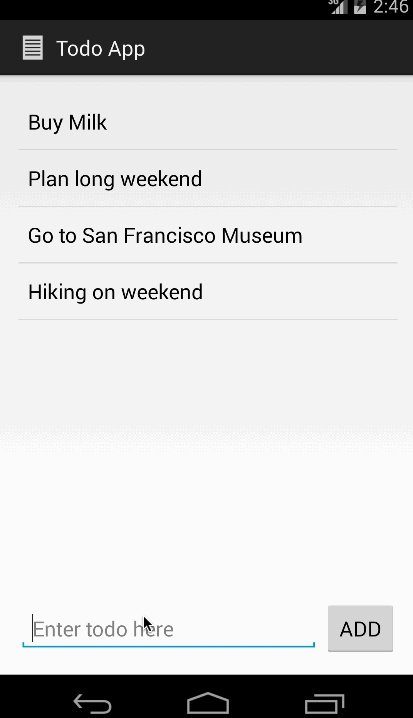 3G 2:46
Todo App
Buy Milk
Plan long weekend
Go to San Francisco Museum
Hiking on weekend
Enter todo here
ADD